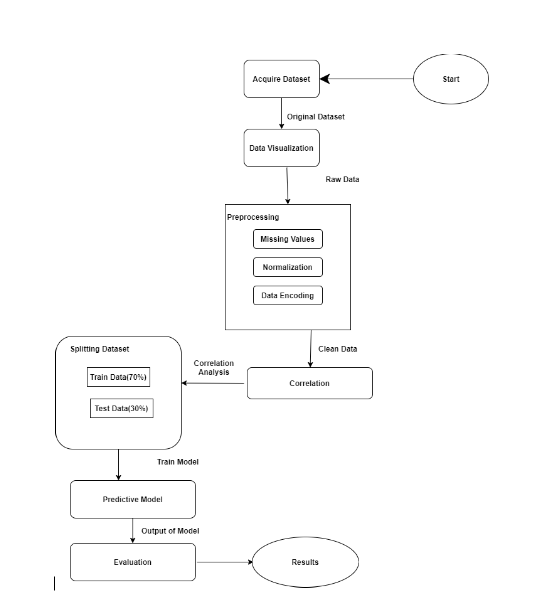 Start
Acquire Dataset
Original Dataset
Data Visualization
Raw Data
Preprocessing
Missing Values
Normalization
Data Encoding
Clean Data
Correlation
Correlation
Analysis
Splitting Dataset
Train Data(70%)
Test Data(30%)
Train Model
Predictive Model
Output of Model
Evaluation
Results